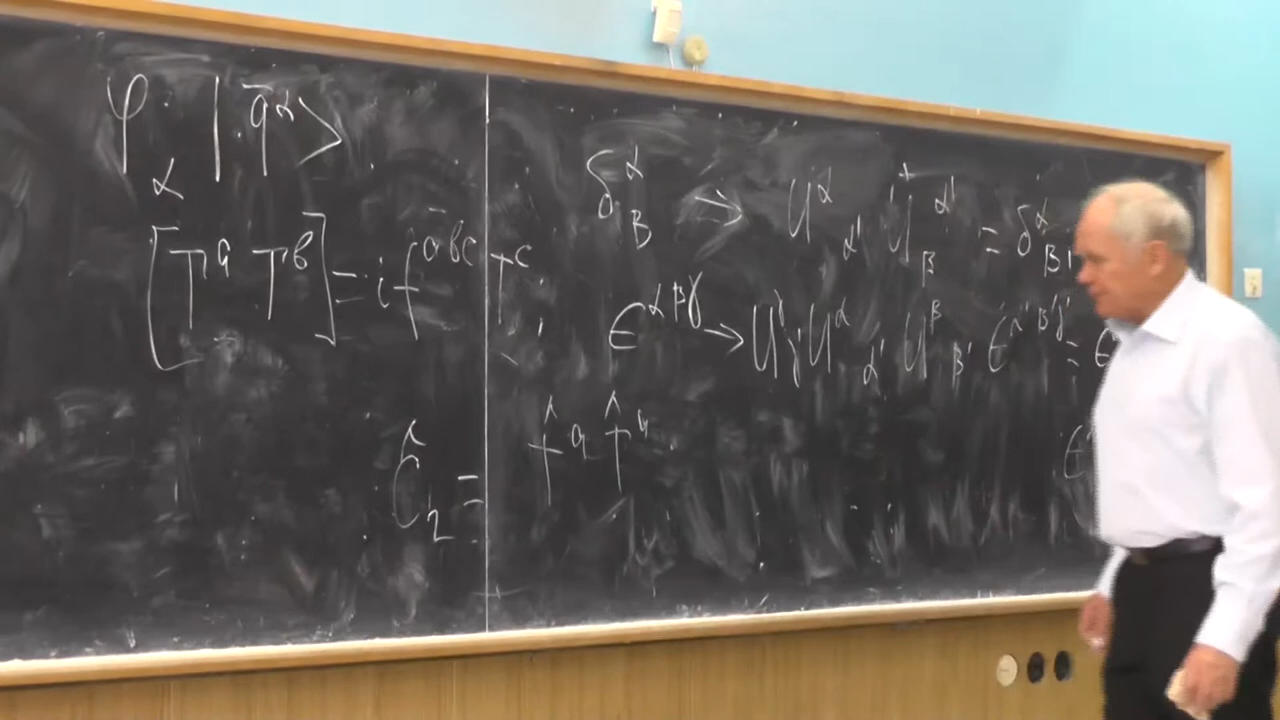 φ_α |q̄^α⟩
[T^a T^b] = i f^{abc} T^c ;
Ĉ_2 = T̂^a T̂^a .
δ^α_β → U^α_{α'} U^+_β^{α'} = δ^α_β
ϵ^{αβγ} → U^γ_{γ'} U^α_{α'} U^β_{β'} ϵ^{α'β'γ'} = ϵ
ϵ